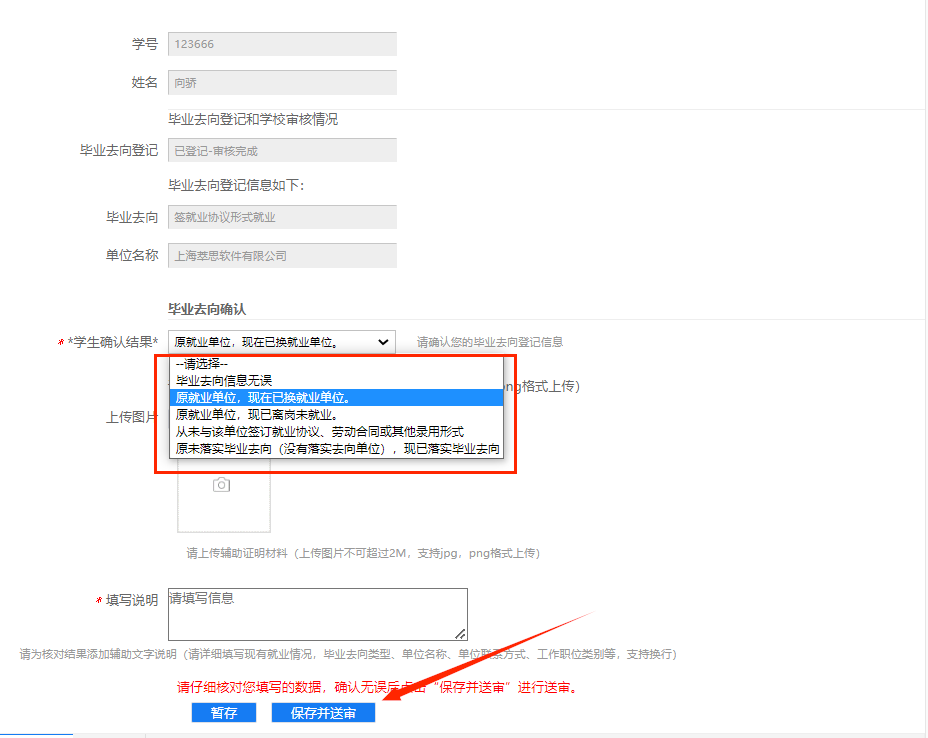 学号 123666
姓名 向骄
毕业去向登记和学校审核情况
毕业去向登记 已登记-审核完成
毕业去向登记信息如下：
毕业去向 签就业协议形式就业
单位名称 上海萃思软件有限公司
毕业去向确认
* *学生确认结果* 原就业单位，现在已换就业单位。 请确认您的毕业去向登记信息
--请选择--
毕业去向信息无误
png格式上传）
原就业单位，现在已换就业单位。
原就业单位，现已离岗未就业。
上传图片
从未与该单位签订就业协议、劳动合同或其他录用形式
原未落实毕业去向（没有落实去向单位），现已落实毕业去向
请上传辅助证明材料（上传图片不可超过2M，支持jpg，png格式上传）
* 填写说明 请填写信息
请为核对结果添加辅助文字说明（请详细填写现有就业情况，毕业去向类型、单位名称、单位联系方式、工作职位类别等，支持换行）
请仔细核对您填写的数据，确认无误后点击“保存并送审”进行送审。
暂存 保存并送审